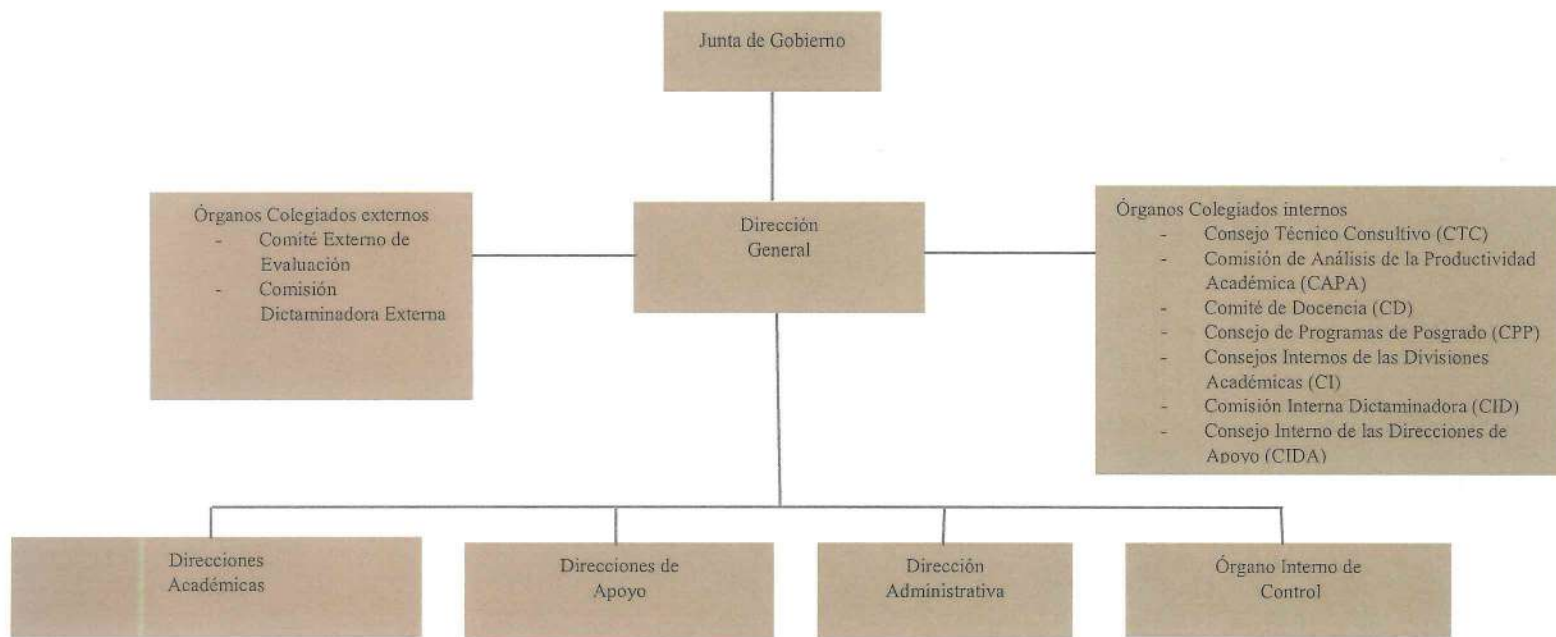 Junta de Gobierno
Órganos Colegiados externos
- Comité Externo de
Evaluación
- Comisión
Dictaminadora Externa
Dirección
General
Órganos Colegiados internos
- Consejo Técnico Consultivo (CTC)
- Comisión de Análisis de la Productividad
Académica (CAPA)
- Comité de Docencia (CD)
- Consejo de Programas de Posgrado (CPP)
- Consejos Internos de las Divisiones
Académicas (CI)
- Comisión Interna Dictaminadora (CID)
- Consejo Interno de las Direcciones de
Apoyo (CIDA)
Direcciones
Académicas
Direcciones de
Apoyo
Dirección
Administrativa
Órgano Interno de
Control